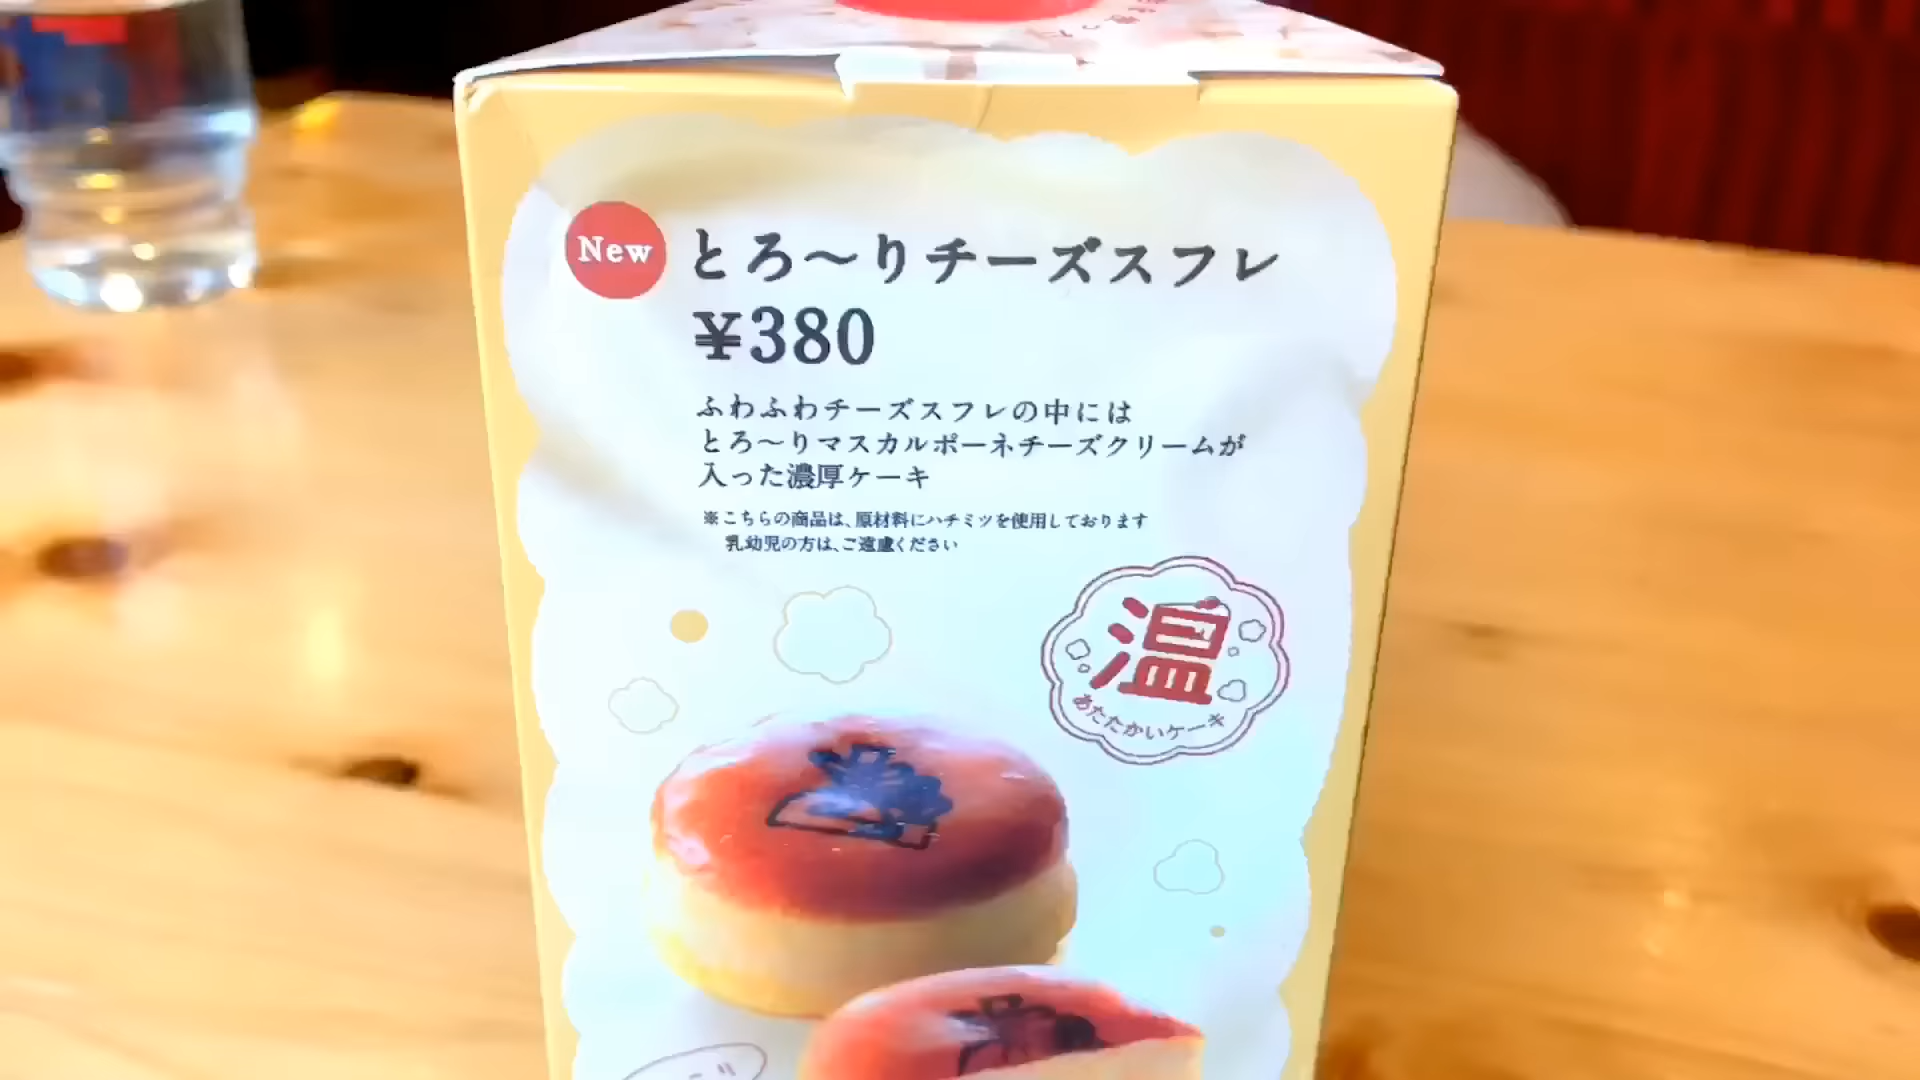 New
とろ〜りチーズスフレ
¥380
ふわふわチーズスフレの中には
とろ〜りマスカルポーネチーズクリームが
入った濃厚ケーキ
※こちらの商品は、原材料にハチミツを使用しております
乳幼児の方は、ご遠慮ください
温
あたたかいケーキ